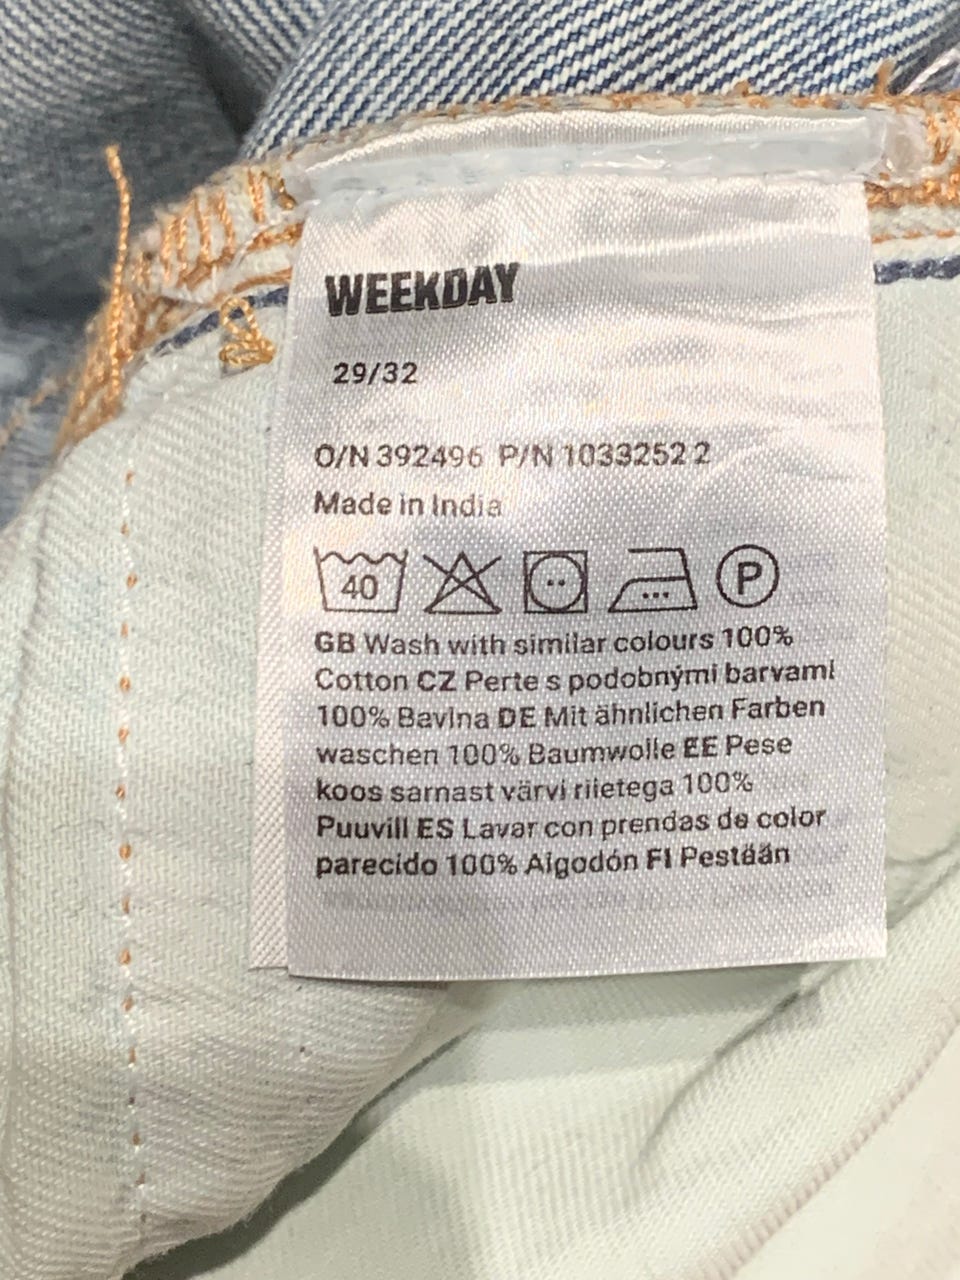 WEEKDAY
29/32
O/N 392496 P/N 1033252 2
Made in India
40 P
GB Wash with similar colours 100%
Cotton CZ Perte s podobnými barvami
100% Bavlna DE Mit ähnlichen Farben
waschen 100% Baumwolle EE Pese
koos sarnast värvi riietega 100%
Puuvill ES Lavar con prendas de color
parecido 100% Algodón FI Pestään